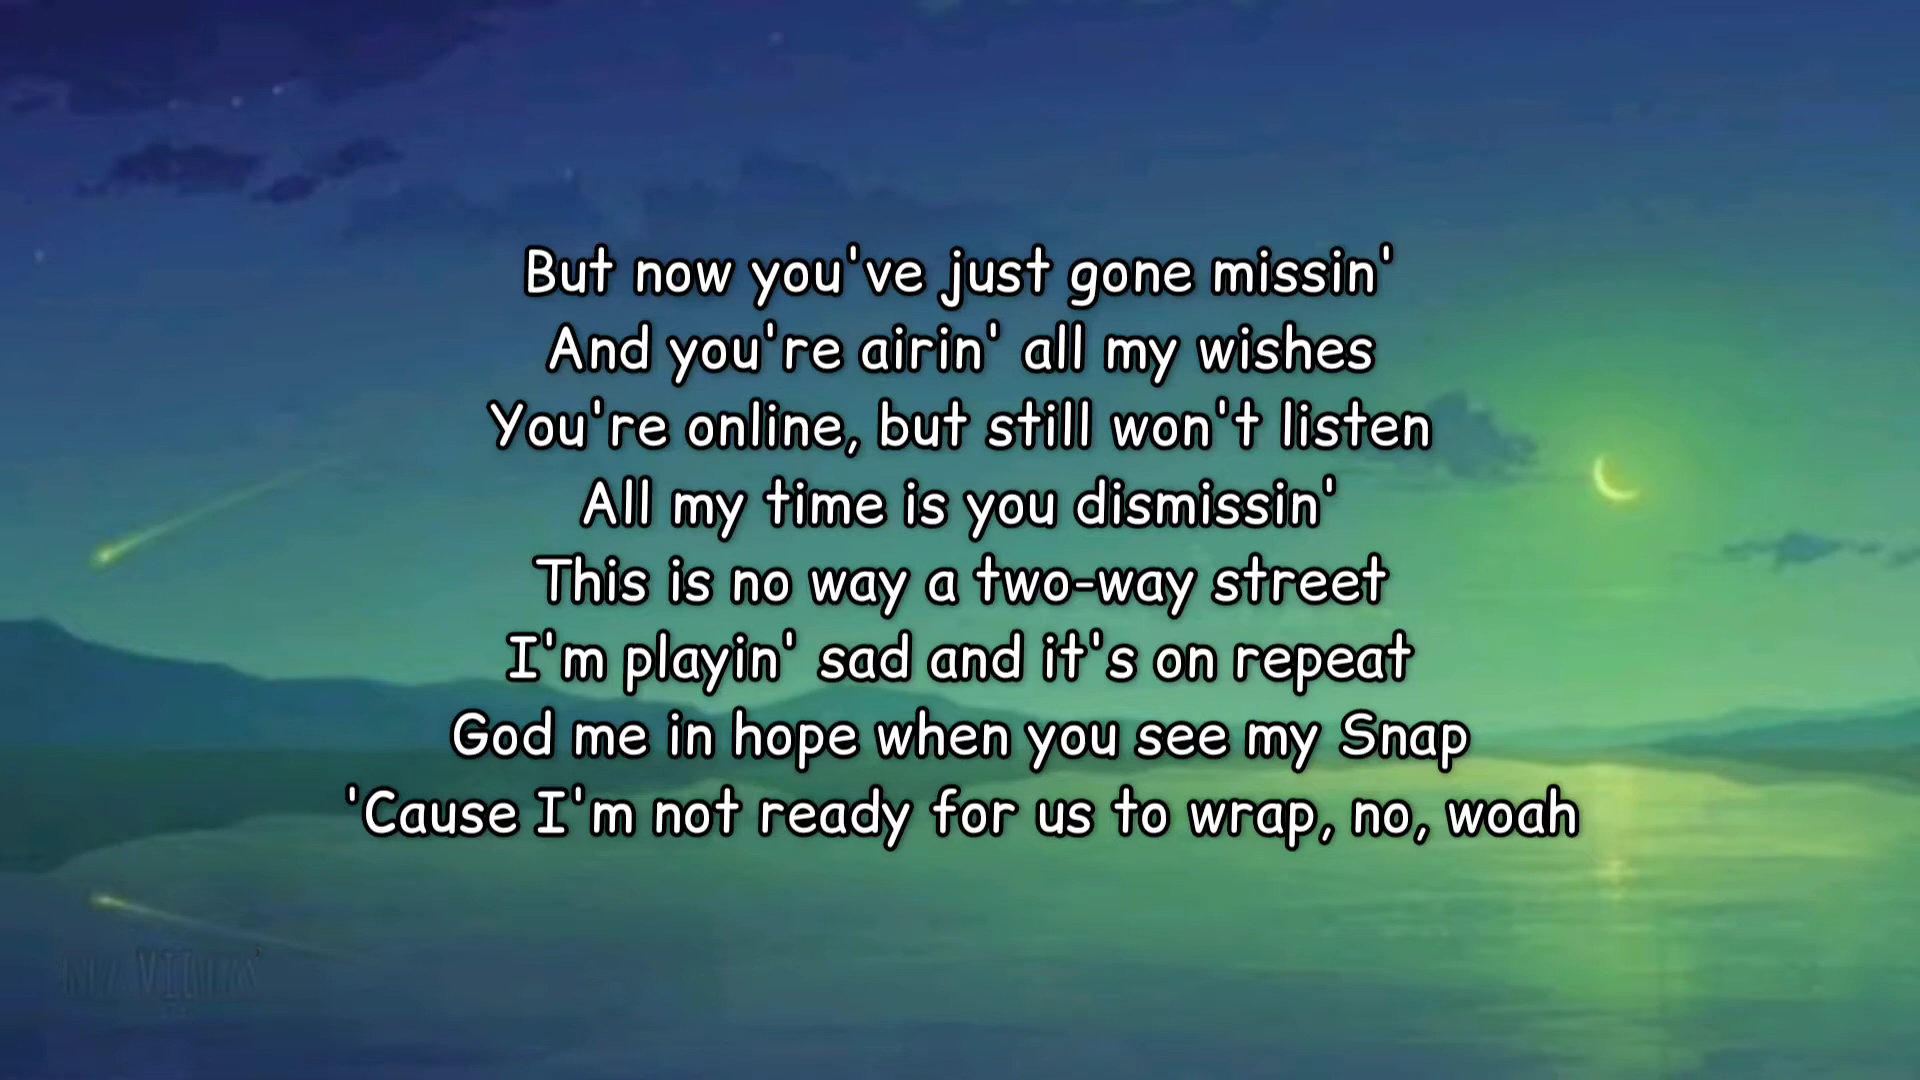 But now you've just gone missin'
And you're airin' all my wishes
You're online, but still won't listen
All my time is you dismissin'
This is no way a two-way street
I'm playin' sad and it's on repeat
God me in hope when you see my Snap
'Cause I'm not ready for us to wrap, no, woah